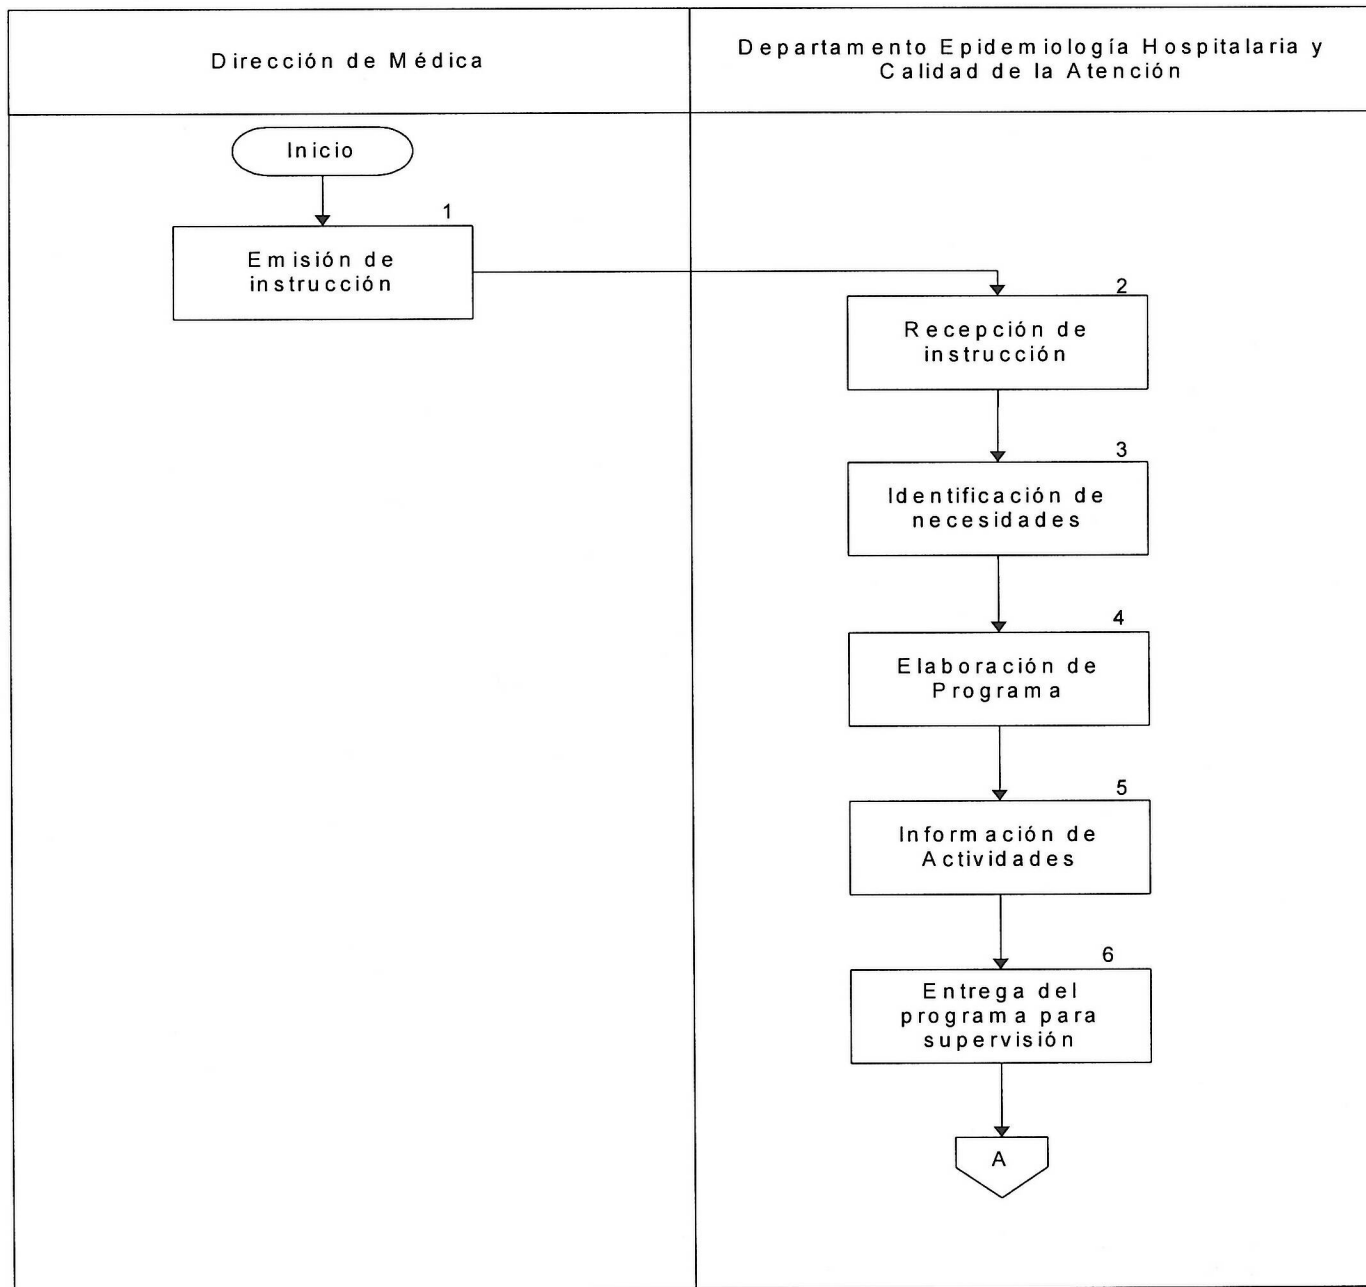 Dirección de Médica
Departamento Epidemiología Hospitalaria y
Calidad de la Atención
Inicio
1
Emisión de
instrucción
2
Recepción de
instrucción
3
Identificación de
necesidades
4
Elaboración de
Programa
5
Información de
Actividades
6
Entrega del
programa para
supervisión
A